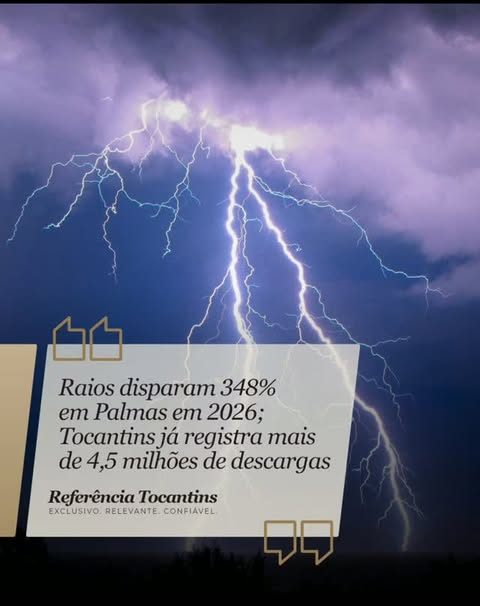 Raios disparam 348%
em Palmas em 2026;
Tocantins já registra mais
de 4,5 milhões de descargas
Referência Tocantins
EXCLUSIVO. RELEVANTE. CONFIÁVEL.